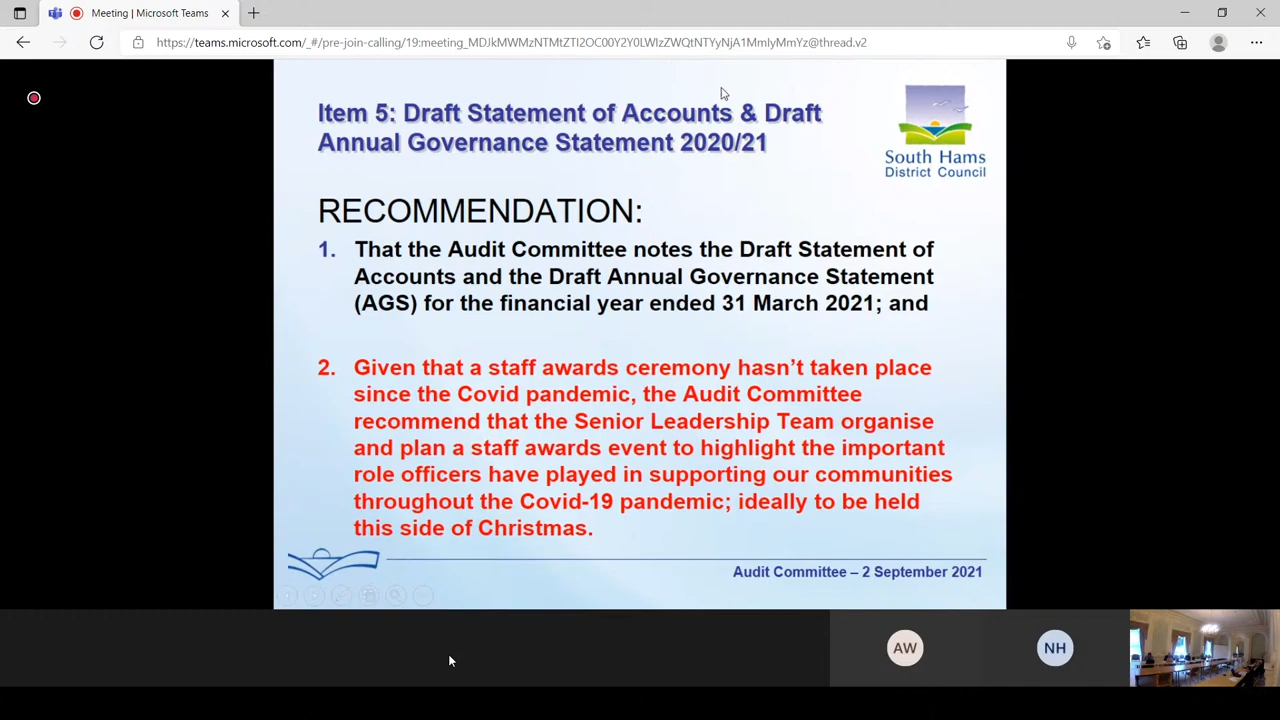 Meeting | Microsoft Teams
https://teams.microsoft.com/_#/pre-join-calling/19:meeting_MDJkMWMzNTMtZTI2OC00Y2Y0LWIzZWQtNTYyNjA1MmIyMmYz@thread.v2
Item 5: Draft Statement of Accounts & Draft
Annual Governance Statement 2020/21
South Hams
District Council
RECOMMENDATION:
1. That the Audit Committee notes the Draft Statement of
Accounts and the Draft Annual Governance Statement
(AGS) for the financial year ended 31 March 2021; and
2. Given that a staff awards ceremony hasn't taken place
since the Covid pandemic, the Audit Committee
recommend that the Senior Leadership Team organise
and plan a staff awards event to highlight the important
role officers have played in supporting our communities
throughout the Covid-19 pandemic; ideally to be held
this side of Christmas.
Audit Committee – 2 September 2021
AW
NH